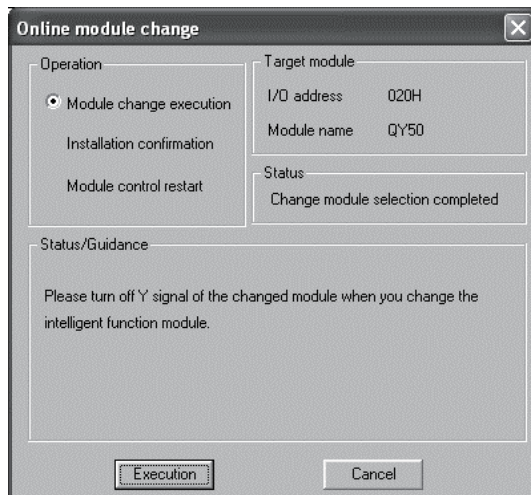 Online module change
Operation
Module change execution
Installation confirmation
Module control restart
Target module
I/O address 020H
Module name QY50
Status
Change module selection completed
Status/Guidance
Please turn off Y signal of the changed module when you change the
intelligent function module.
Execution
Cancel